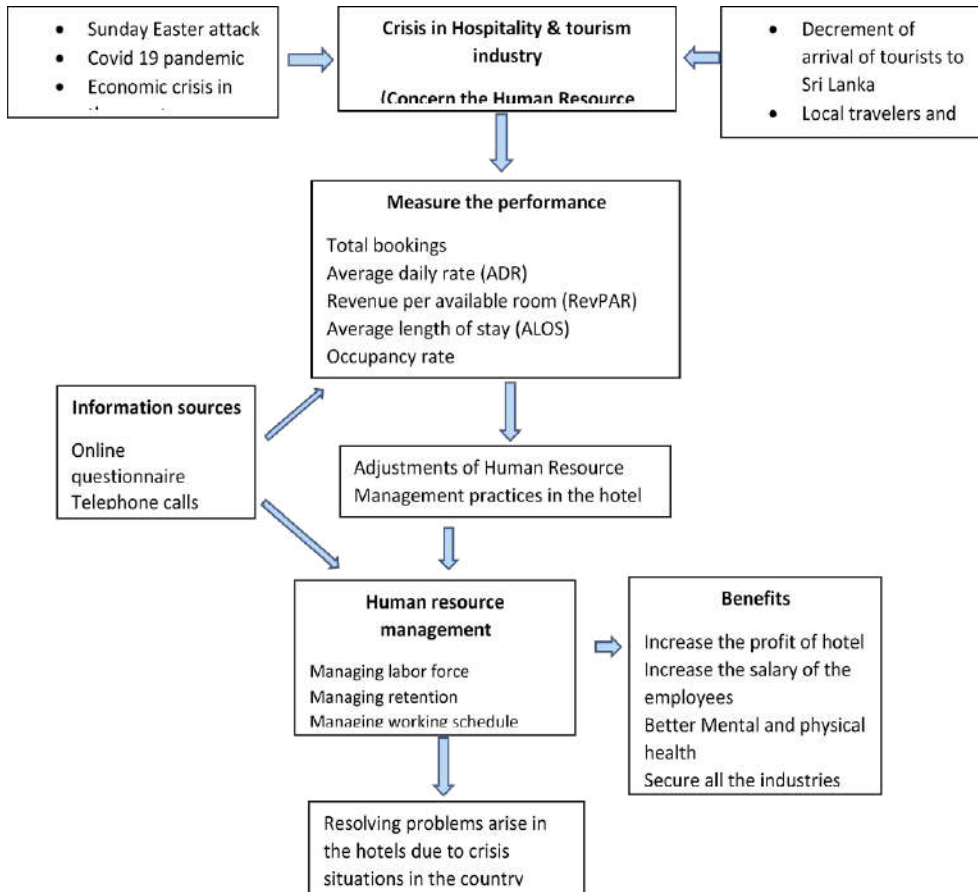 • Sunday Easter attack
• Covid 19 pandemic
• Economic crisis in
Crisis in Hospitality & tourism
industry
(Concern the Human Resource
• Decrement of
arrival of tourists to
Sri Lanka
• Local travelers and
Measure the performance
Total bookings
Average daily rate (ADR)
Revenue per available room (RevPAR)
Average length of stay (ALOS)
Occupancy rate
Information sources
Online
questionnaire
Telephone calls
Adjustments of Human Resource
Management practices in the hotel
Human resource
management
Managing labor force
Managing retention
Managing working schedule
Benefits
Increase the profit of hotel
Increase the salary of the
employees
Better Mental and physical
health
Secure all the industries
Resolving problems arise in
the hotels due to crisis
situations in the country